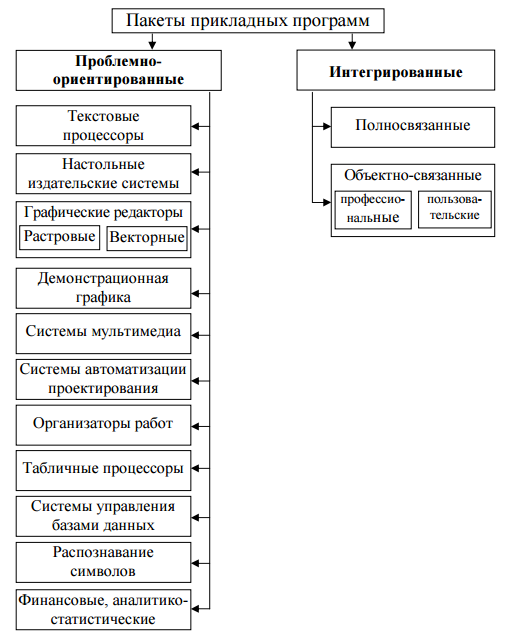 Пакеты прикладных программ
Проблемно-
ориентированные
Текстовые
процессоры
Настольные
издательские системы
Графические редакторы
Растровые
Векторные
Демонстрационная
графика
Системы мультимедиа
Системы автоматизации
проектирования
Организаторы работ
Табличные процессоры
Системы управления
базами данных
Распознавание
символов
Финансовые, аналитико-
статистические
Интегрированные
Полносвязанные
Объектно-связанные
профессио-
нальные
пользова-
тельские